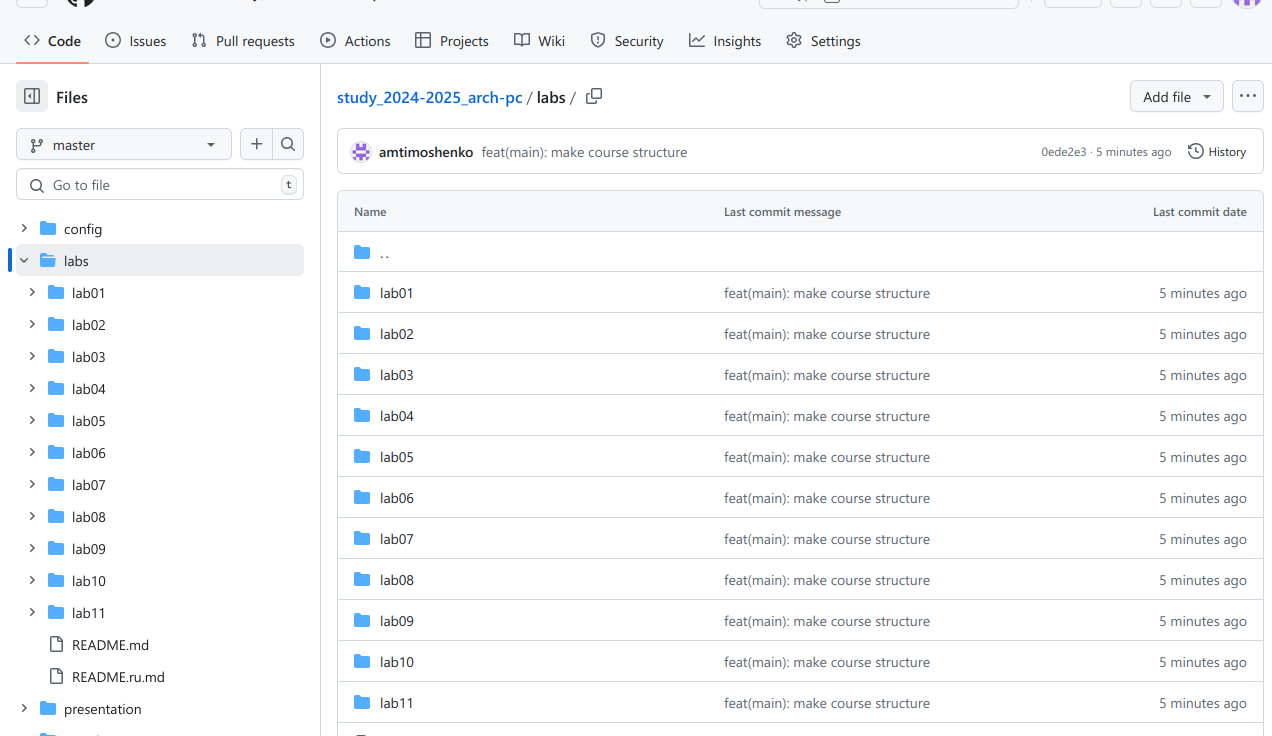 Code Issues Pull requests Actions Projects Wiki Security Insights Settings
Files
master
Go to file t
config
labs
lab01
lab02
lab03
lab04
lab05
lab06
lab07
lab08
lab09
lab10
lab11
README.md
README.ru.md
presentation
study_2024-2025_arch-pc / labs /
Add file
amtimoshenko feat(main): make course structure 0ede2e3 · 5 minutes ago History
Name Last commit message Last commit date
..
lab01 feat(main): make course structure 5 minutes ago
lab02 feat(main): make course structure 5 minutes ago
lab03 feat(main): make course structure 5 minutes ago
lab04 feat(main): make course structure 5 minutes ago
lab05 feat(main): make course structure 5 minutes ago
lab06 feat(main): make course structure 5 minutes ago
lab07 feat(main): make course structure 5 minutes ago
lab08 feat(main): make course structure 5 minutes ago
lab09 feat(main): make course structure 5 minutes ago
lab10 feat(main): make course structure 5 minutes ago
lab11 feat(main): make course structure 5 minutes ago